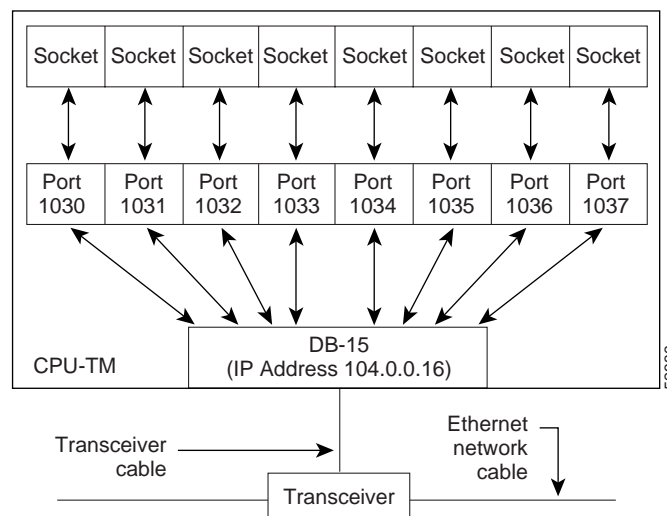 Socket Socket Socket Socket Socket Socket Socket Socket
Port 1030 Port 1031 Port 1032 Port 1033 Port 1034 Port 1035 Port 1036 Port 1037
DB-15
(IP Address 104.0.0.16)
CPU-TM
Transceiver
cable
Ethernet
network
cable
Transceiver